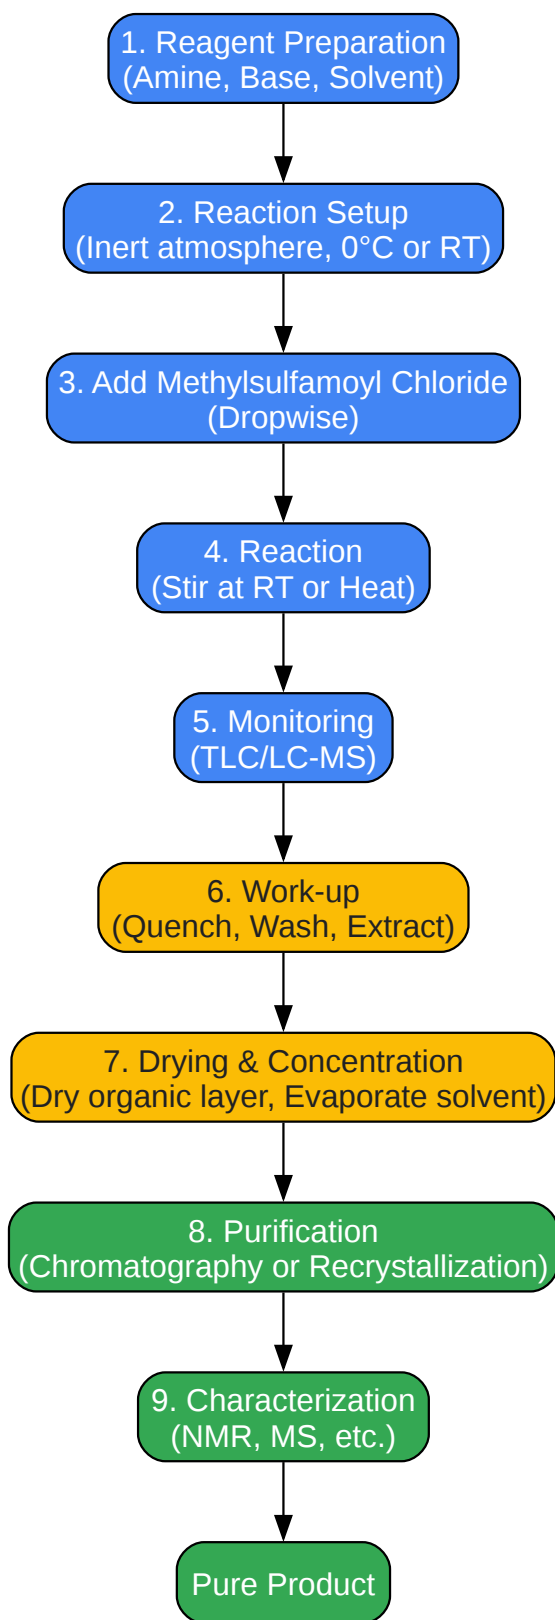 1. Reagent Preparation
(Amine, Base, Solvent)
2. Reaction Setup
(Inert atmosphere, 0°C or RT)
3. Add Methylsulfamoyl Chloride
(Dropwise)
4. Reaction
(Stir at RT or Heat)
5. Monitoring
(TLC/LC-MS)
6. Work-up
(Quench, Wash, Extract)
7. Drying & Concentration
(Dry organic layer, Evaporate solvent)
8. Purification
(Chromatography or Recrystallization)
9. Characterization
(NMR, MS, etc.)
Pure Product